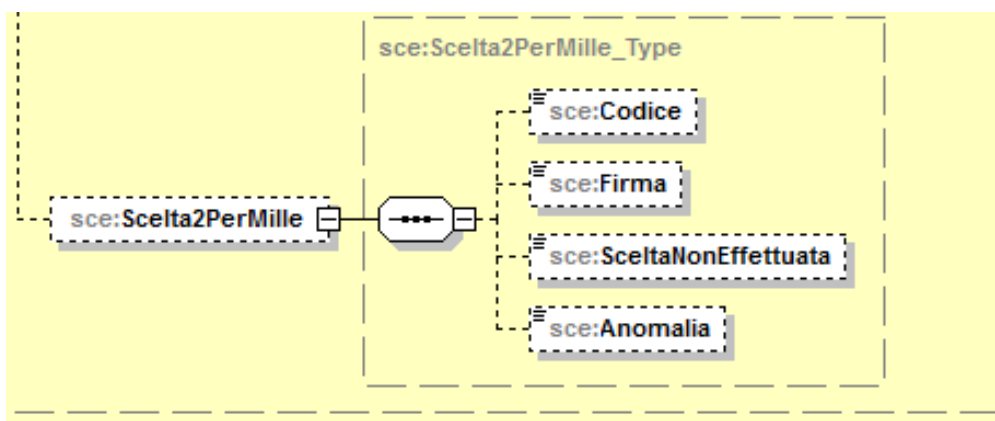 sce:Scelta2PerMille_Type
sce:Codice
sce:Firma
sce:Scelta2PerMille
sce:SceltaNonEffettuata
sce:Anomalia